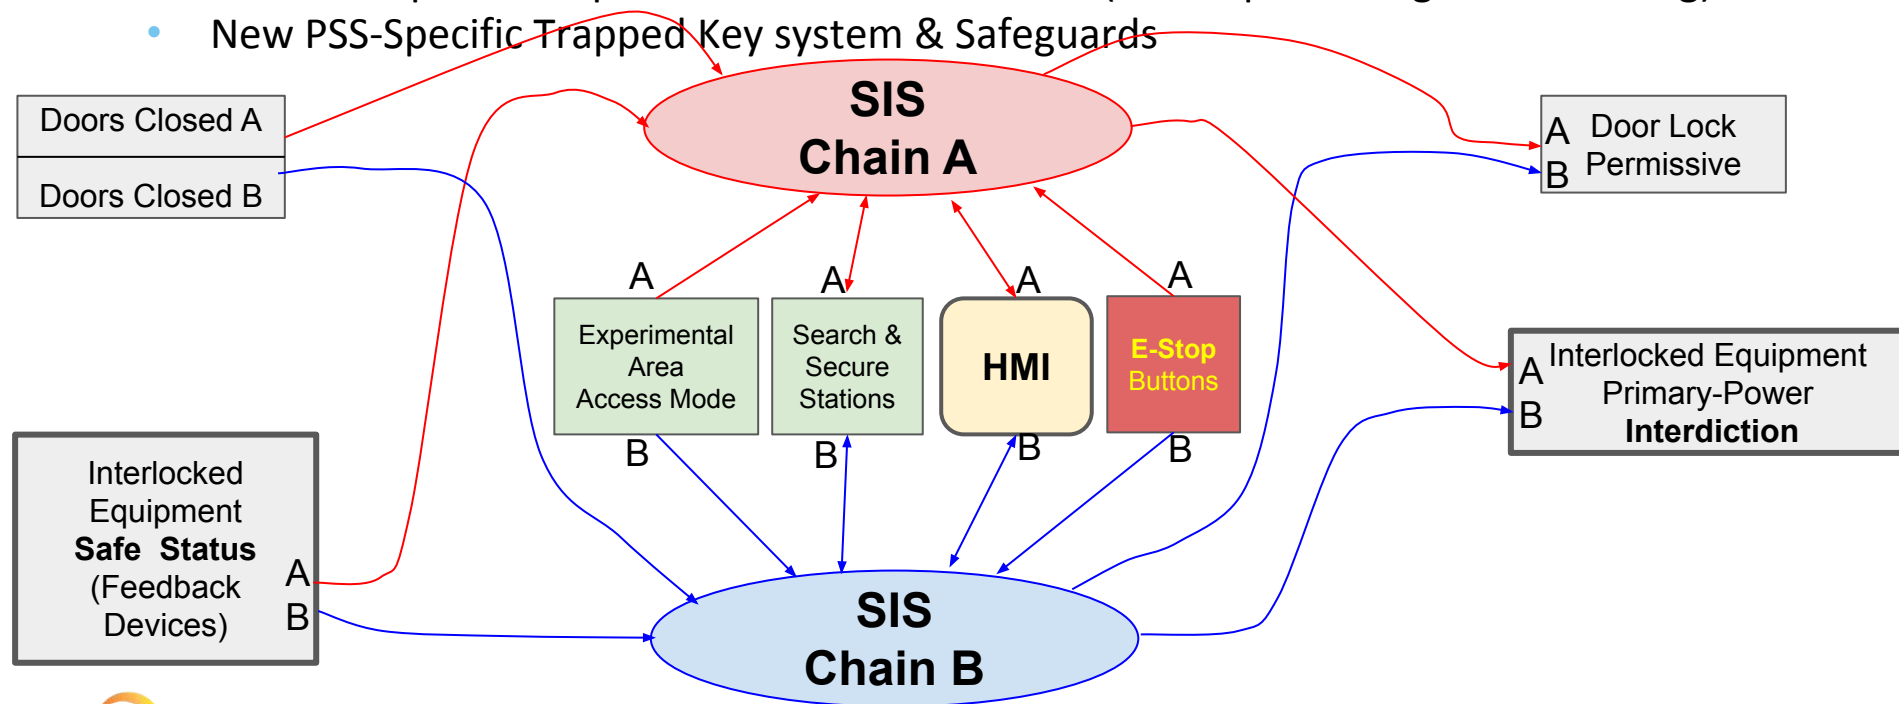 New PSS-Specific Trapped Key system & Safeguards
SIS
Chain A
Doors Closed A
Doors Closed B
A Door Lock
B Permissive
A
A
A
A
Experimental
Area
Access Mode
Search &
Secure
Stations
HMI
E-Stop
Buttons
B
B
B
B
A Interlocked Equipment
Primary-Power
B Interdiction
Interlocked
Equipment
Safe Status
(Feedback
Devices)
A
B
SIS
Chain B